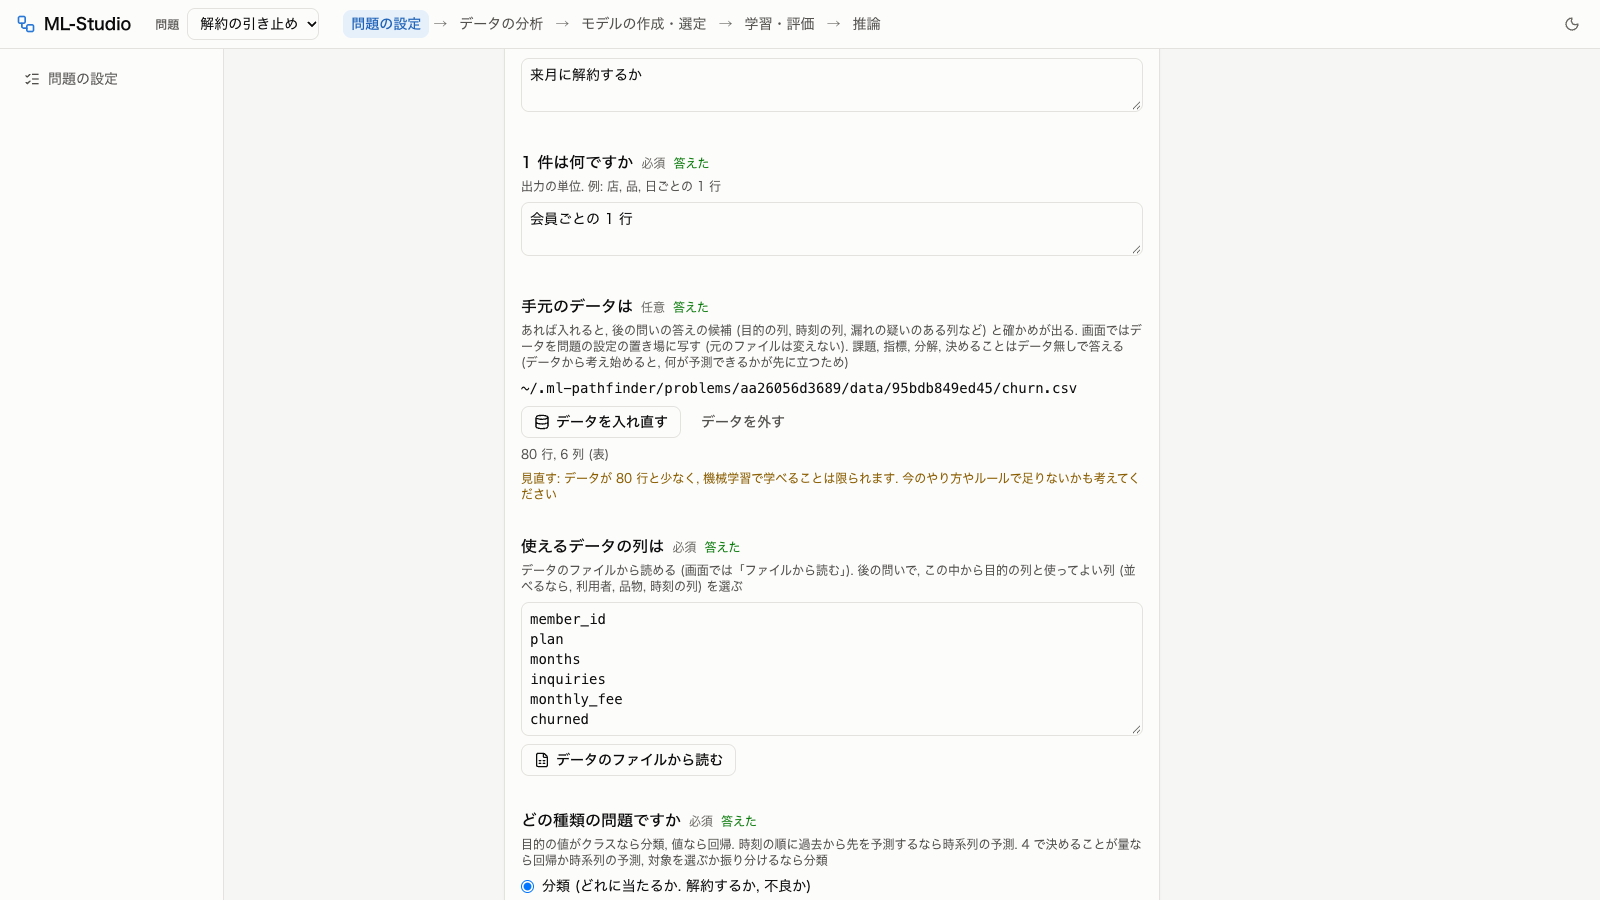 ML-Studio 問題 解約の引き止め 問題の設定 → データの分析 → モデルの作成・選定 → 学習・評価 → 推論
問題の設定
来月に解約するか
1 件は何ですか 必須 答えた
出力の単位. 例: 店, 品, 日ごとの 1 行
会員ごとの 1 行
手元のデータは 任意 答えた
あれば入れると, 後の問いの答えの候補 (目的の列, 時刻の列, 漏れの疑いのある列など) と確かめが出る. 画面ではデ
ータを問題の設定の置き場に写す (元のファイルは変えない). 課題, 指標, 分解, 決めることはデータ無しで答える
(データから考え始めると, 何が予測できるかが先に立つため)
~/.ml-pathfinder/problems/aa26056d3689/data/95bdb849ed45/churn.csv
データを入れ直す データを外す
80 行, 6 列 (表)
見直す: データが 80 行と少なく, 機械学習で学べることは限られます. 今のやり方やルールで足りないかも考えてく
ださい
使えるデータの列は 必須 答えた
データのファイルから読める (画面では「ファイルから読む」). 後の問いで, この中から目的の列と使ってよい列 (並
べるなら, 利用者, 品物, 時刻の列) を選ぶ
member_id
plan
months
inquiries
monthly_fee
churned
データのファイルから読む
どの種類の問題ですか 必須 答えた
目的の値がクラスなら分類, 値なら回帰. 時刻の順に過去から先を予測するなら時系列の予測. 4 で決めることが量な
ら回帰か時系列の予測, 対象を選ぶか振り分けるなら分類
分類 (どれに当たるか. 解約するか, 不良か)